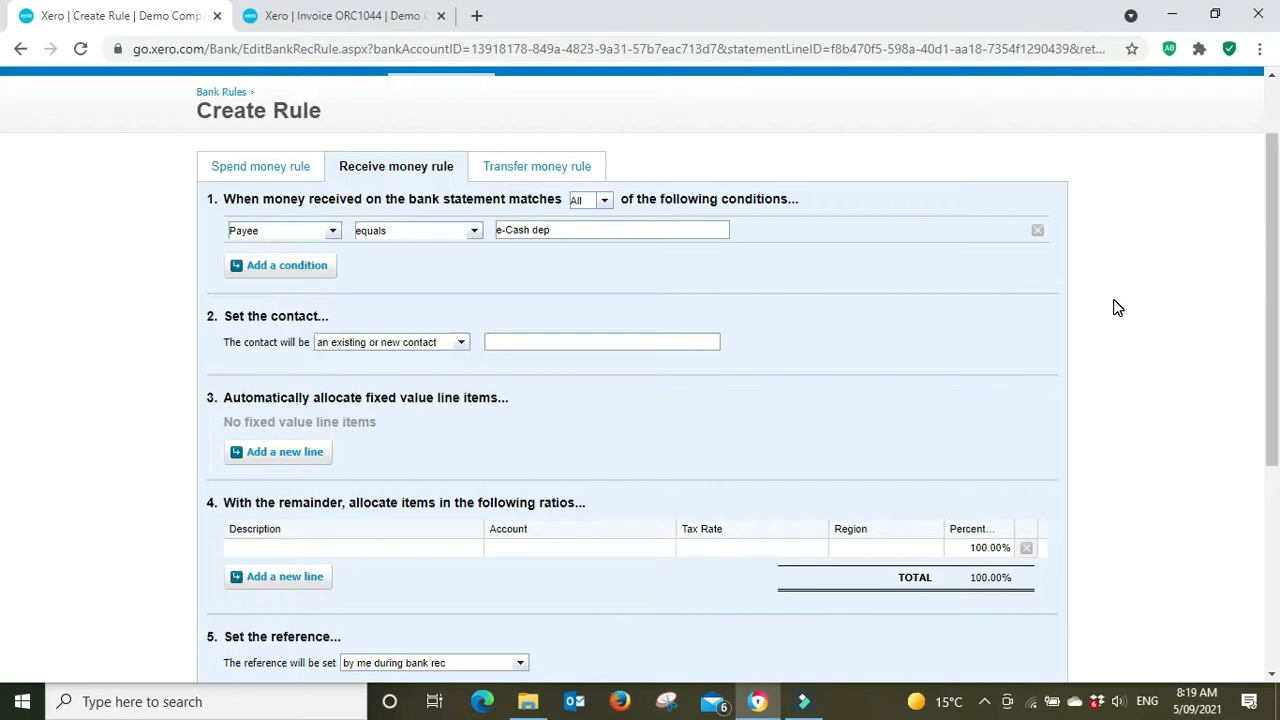 Xero | Create Rule | Demo Comp
Xero | Invoice ORC1044 | Demo C
go.xero.com/Bank/EditBankRecRule.aspx?bankAccountID=13918178-849a-4823-9a31-57b7eac713d7&statementLineID=f8b470f5-598a-40d1-aa18-7354f1290439&ret...
Bank Rules ›
Create Rule
Spend money rule
Receive money rule
Transfer money rule
1. When money received on the bank statement matches All of the following conditions...
Payee equals e-Cash dep
Add a condition
2. Set the contact...
The contact will be an existing or new contact
3. Automatically allocate fixed value line items...
No fixed value line items
Add a new line
4. With the remainder, allocate items in the following ratios...
Description Account Tax Rate Region Percent...
100.00%
Add a new line
TOTAL 100.00%
5. Set the reference...
The reference will be set by me during bank rec
Type here to search
6
15°C
6
ENG
8:19 AM
5/09/2021